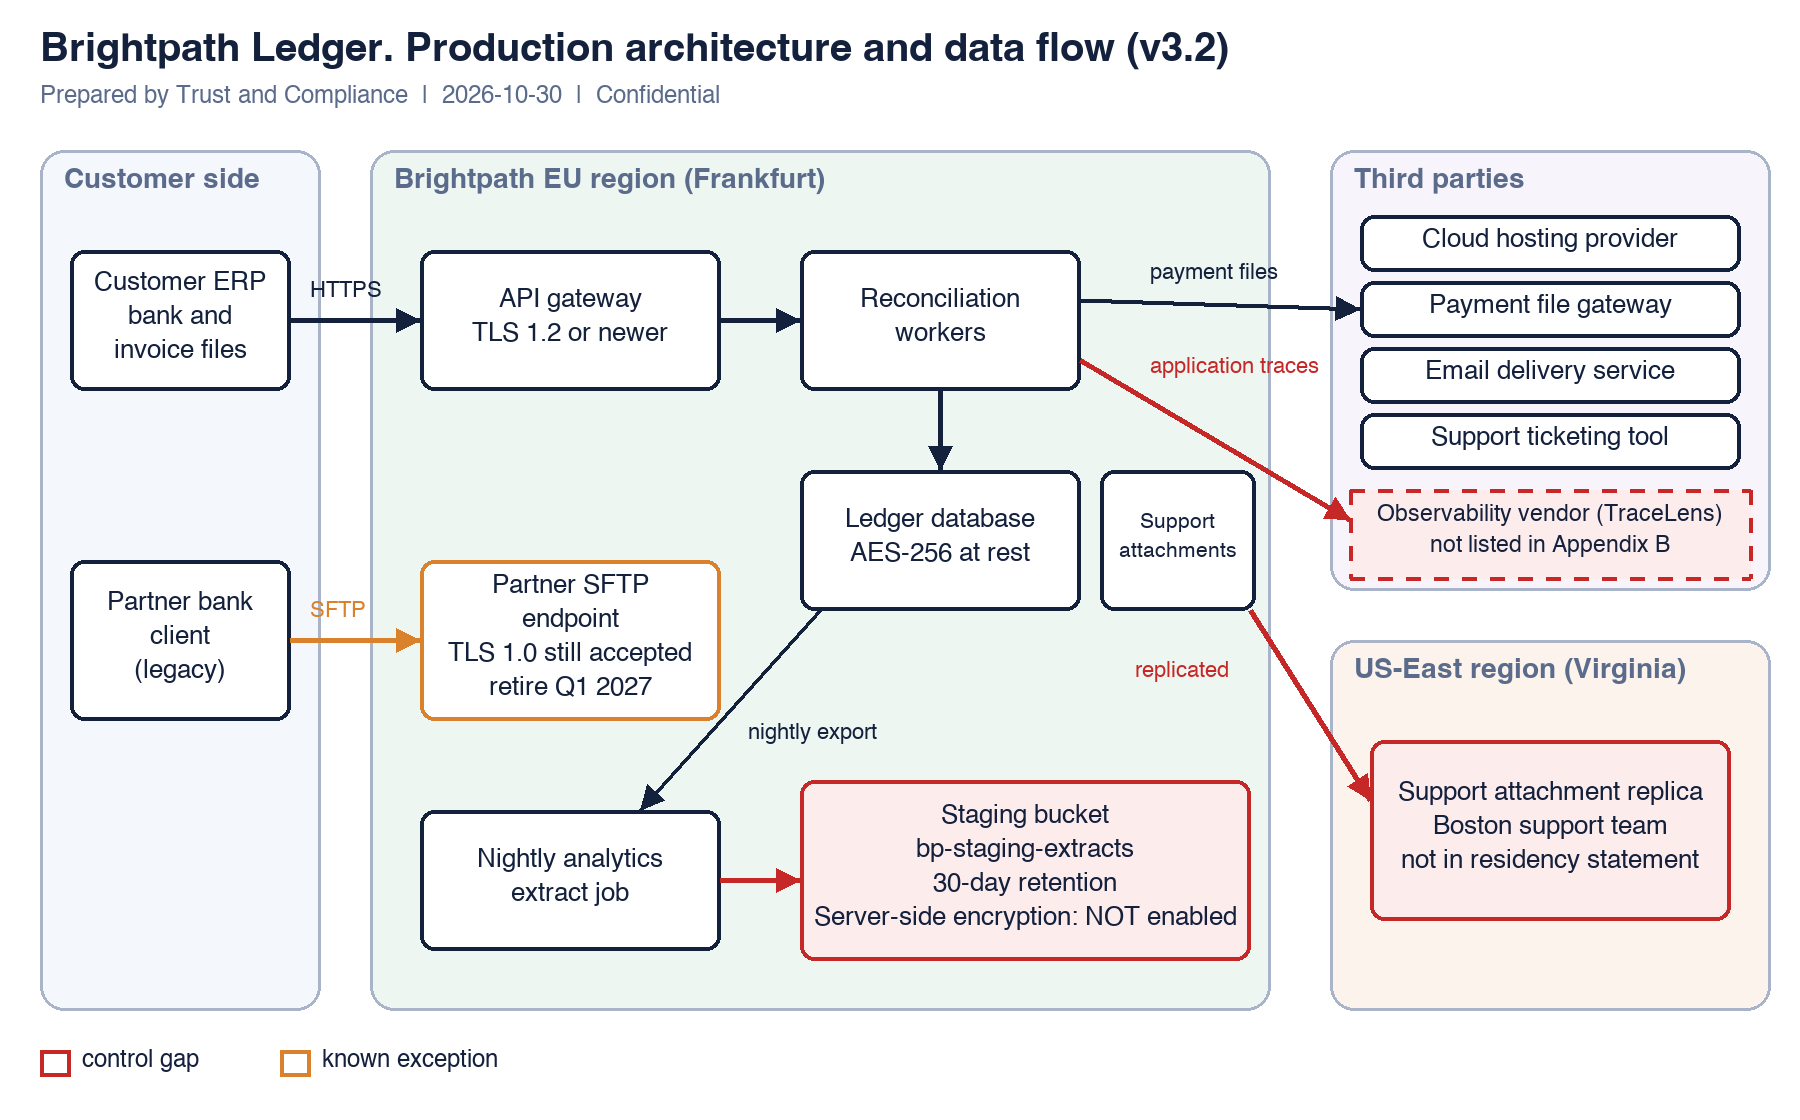 Brightpath Ledger. Production architecture and data flow (v3.2)
Prepared by Trust and Compliance | 2026-10-30 | Confidential
Customer side
Customer ERP
bank and
invoice files
HTTPS
Partner bank
client
(legacy)
SFTP
Brightpath EU region (Frankfurt)
API gateway
TLS 1.2 or newer
Reconciliation
workers
payment files
application traces
Ledger database
AES-256 at rest
Support
attachments
Partner SFTP
endpoint
TLS 1.0 still accepted
retire Q1 2027
replicated
nightly export
Nightly analytics
extract job
Staging bucket
bp-staging-extracts
30-day retention
Server-side encryption: NOT enabled
Third parties
Cloud hosting provider
Payment file gateway
Email delivery service
Support ticketing tool
Observability vendor (TraceLens)
not listed in Appendix B
US-East region (Virginia)
Support attachment replica
Boston support team
not in residency statement
control gap
known exception